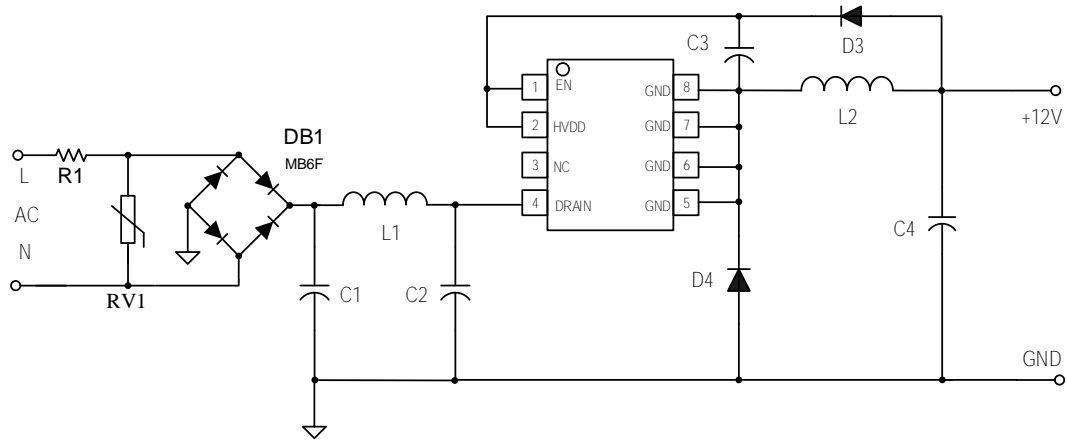 C3
D3
1
EN
GND
8
L2
+12V
2
HVDD
GND
7
DB1
MB6F
L
R1
3
NC
GND
6
AC
4
DRAIN
GND
5
L1
C4
N
D4
RV1
C1
C2
GND